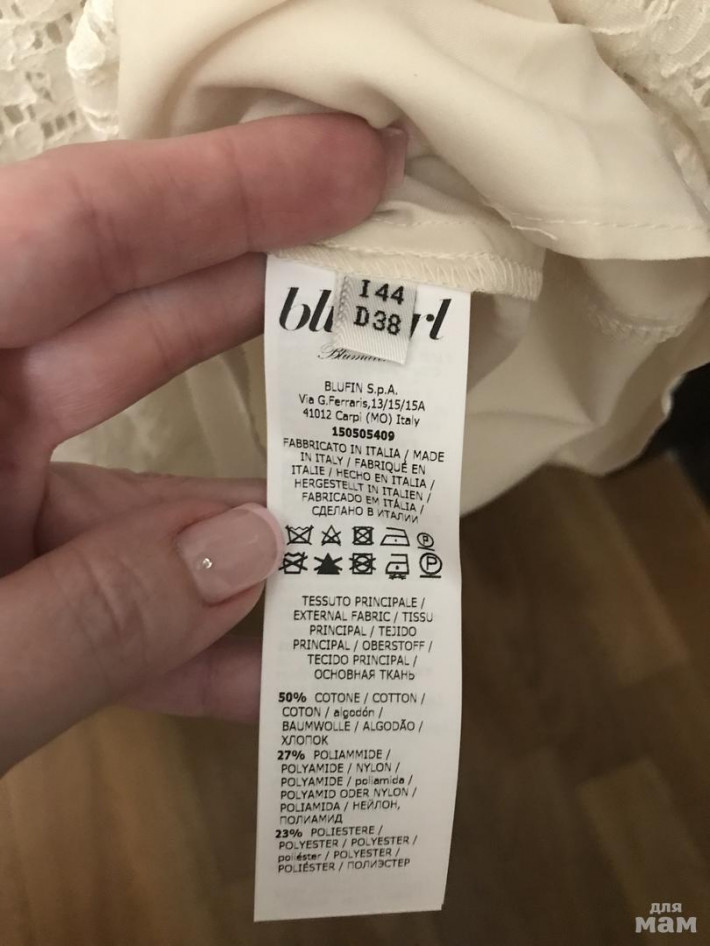 I 44
D38
BLUFIN S.p.A.
Via G.Ferraris,13/15/15A
41012 Carpi (MO) Italy
150505409
FABBRICATO IN ITALIA / MADE
IN ITALY / FABRIQUÉ EN
ITALIE / HECHO EN ITALIA /
HERGESTELLT IN ITALIEN /
FABRICADO EM ITÁLIA /
СДЕЛАНО В ИТАЛИИ
P
P
TESSUTO PRINCIPALE /
EXTERNAL FABRIC / TISSU
PRINCIPAL / TEJIDO
PRINCIPAL / OBERSTOFF /
TECIDO PRINCIPAL /
ОСНОВНАЯ ТКАНЬ
50% COTONE / COTTON /
COTON / algodón /
BAUMWOLLE / ALGODÃO /
ХЛОПОК
27% POLIAMMIDE /
POLYAMIDE / NYLON /
POLYAMIDE / poliamida /
POLYAMID ODER NYLON /
POLIAMIDA / НЕЙЛОН,
ПОЛИАМИД
23% POLIESTERE /
POLYESTER / POLYESTER /
poliéster / POLYESTER /
POLIÉSTER / ПОЛИЭСТЕР
для
мам